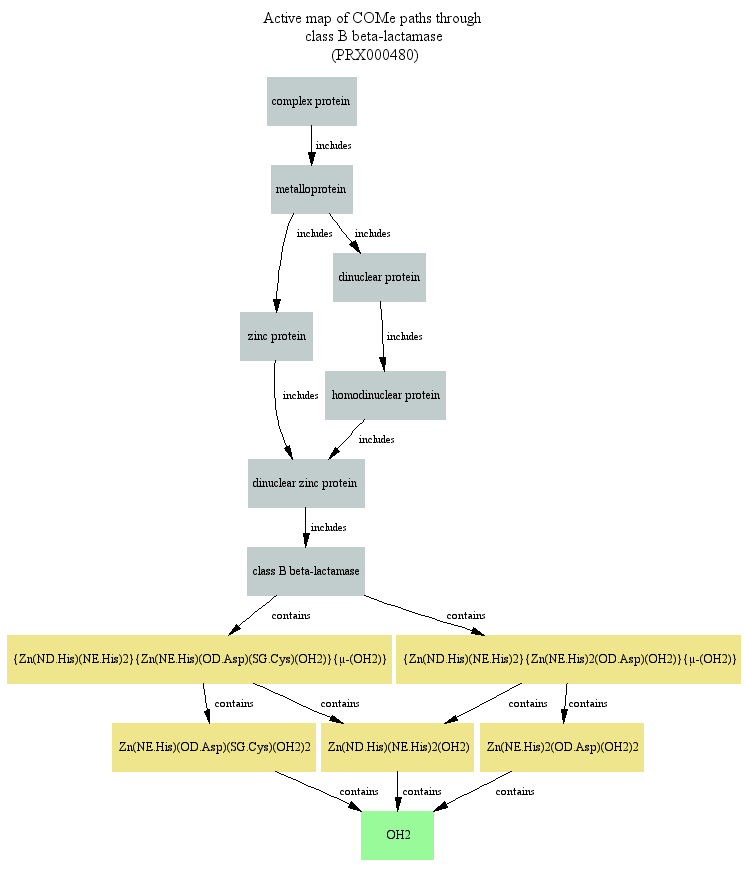 Active map of COMe paths through
class B beta-lactamase
(PRX000480)
complex protein
includes
metalloprotein
includes
includes
dinuclear protein
zinc protein
includes
includes
homodinuclear protein
includes
dinuclear zinc protein
includes
class B beta-lactamase
contains
contains
{Zn(ND.His)(NE.His)2}{Zn(NE.His)(OD.Asp)(SG.Cys)(OH2)}{μ-(OH2)}
{Zn(ND.His)(NE.His)2}{Zn(NE.His)2(OD.Asp)(OH2)}{μ-(OH2)}
contains
contains
contains
contains
Zn(NE.His)(OD.Asp)(SG.Cys)(OH2)2
Zn(ND.His)(NE.His)2(OH2)
Zn(NE.His)2(OD.Asp)(OH2)2
contains
contains
contains
OH2